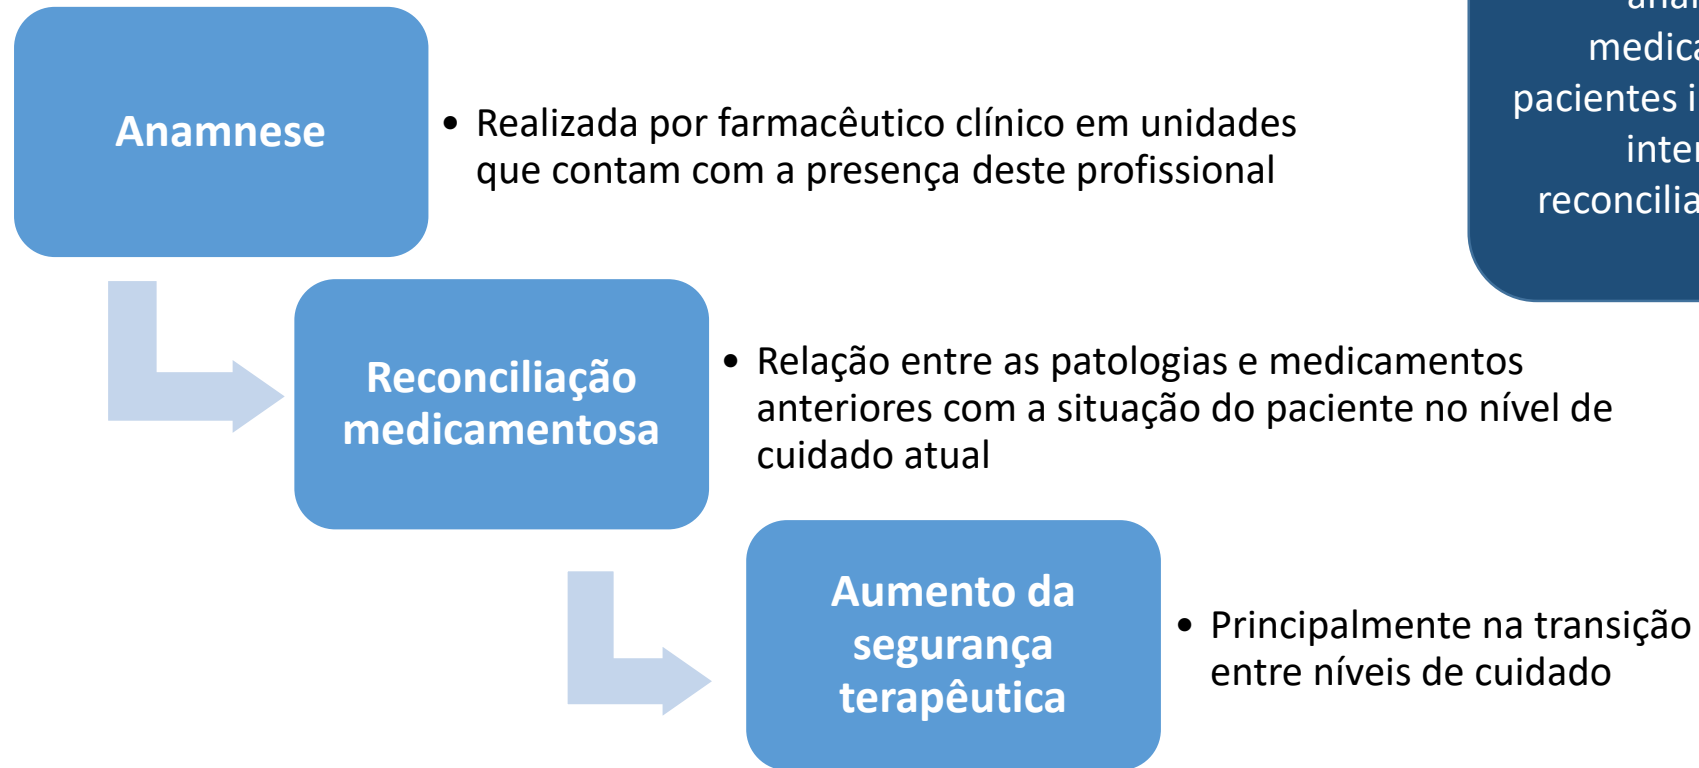 Anamnese
• Realizada por farmacêutico clínico em unidades
que contam com a presença deste profissional
pacientes
Reconciliação
medicamentosa
• Relação entre as patologias e medicamentos
anteriores com a situação do paciente no nível de
cuidado atual
Aumento da
segurança
terapêutica
• Principalmente na transição
entre níveis de cuidado